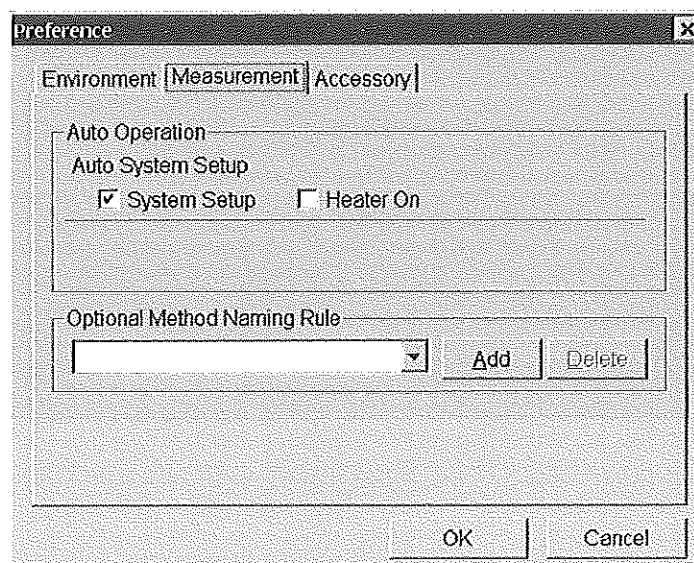 Preference
Environment Measurement Accessory
Auto Operation
Auto System Setup
System Setup Heater On
Optional Method Naming Rule
Add Delete
OK Cancel